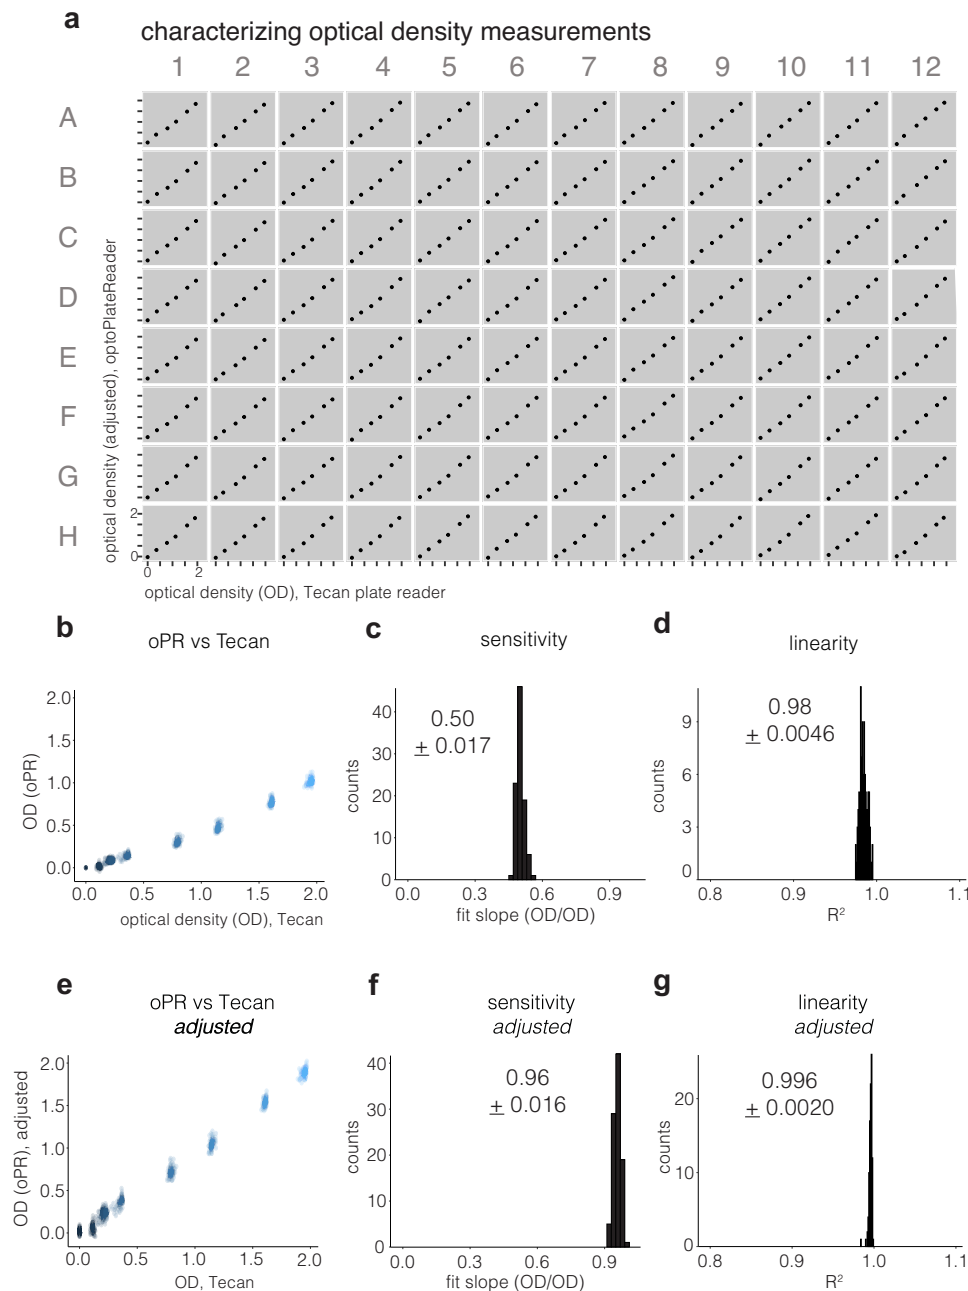 a
characterizing optical density measurements
1 2 3 4 5 6 7 8 9 10 11 12
A
B
C
D
E
F
G
H
optical density (adjusted), optoPlateReader
2
0
0 2
optical density (OD), Tecan plate reader
b
oPR vs Tecan
OD (oPR)
2.0
1.5
1.0
0.5
0.0
0.0 0.5 1.0 1.5 2.0
optical density (OD), Tecan
c
sensitivity
0.50
± 0.017
counts
40
30
20
10
0
0.0 0.3 0.6 0.9
fit slope (OD/OD)
d
linearity
0.98
± 0.0046
counts
9
6
3
0
0.8 0.9 1.0 1.1
R²
e
oPR vs Tecan
adjusted
OD (oPR), adjusted
2.0
1.5
1.0
0.5
0.0
0.0 0.5 1.0 1.5 2.0
OD, Tecan
f
sensitivity
adjusted
0.96
± 0.016
counts
40
30
20
10
0
0.0 0.3 0.6 0.9
fit slope (OD/OD)
g
linearity
adjusted
0.996
± 0.0020
counts
20
10
0
0.8 0.9 1.0 1.1
R²